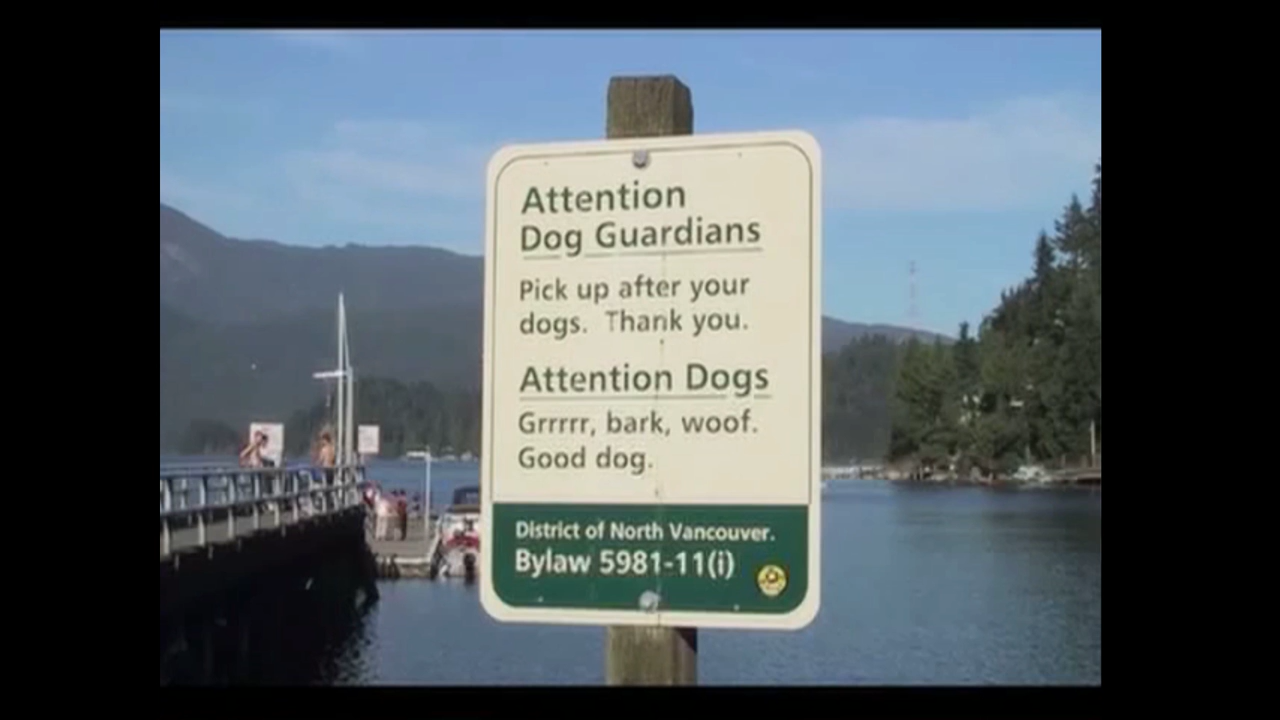 Attention
Dog Guardians
Pick up after your
dogs. Thank you.
Attention Dogs
Grrrrr, bark, woof.
Good dog.
District of North Vancouver.
Bylaw 5981-11(i)